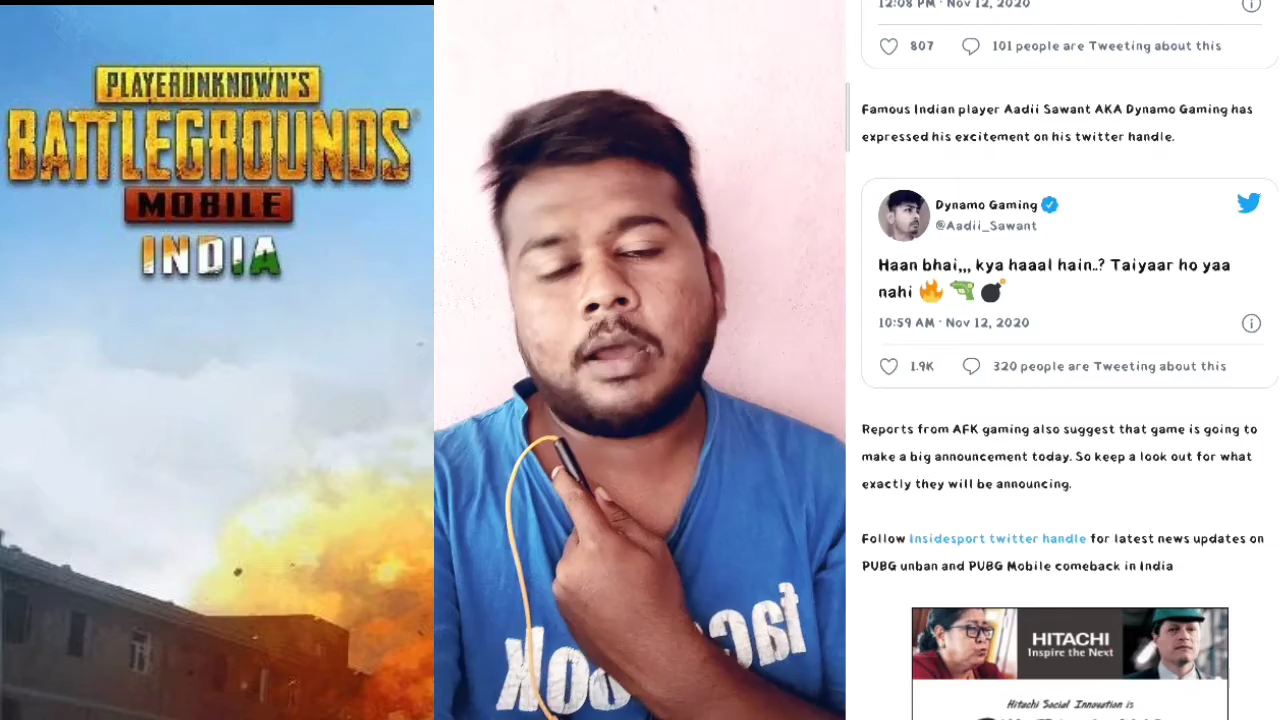 PLAYERUNKNOWN'S
BATTLEGROUNDS
MOBILE
INDIA
12:08 PM · Nov 12, 2020
807 101 people are Tweeting about this
Famous Indian player Aadii Sawant AKA Dynamo Gaming has
expressed his excitement on his twitter handle.
Dynamo Gaming
@Aadii_Sawant
Haan bhai,,, kya haaal hain..? Taiyaar ho yaa
nahi 🔥 🔫 💣
10:59 AM · Nov 12, 2020
1.9K 320 people are Tweeting about this
Reports from AFK gaming also suggest that game is going to
make a big announcement today. So keep a look out for what
exactly they will be announcing.
Follow Insidesport twitter handle for latest news updates on
PUBG unban and PUBG Mobile comeback in India
HITACHI
Inspire the Next
Hitachi Social Innovation is